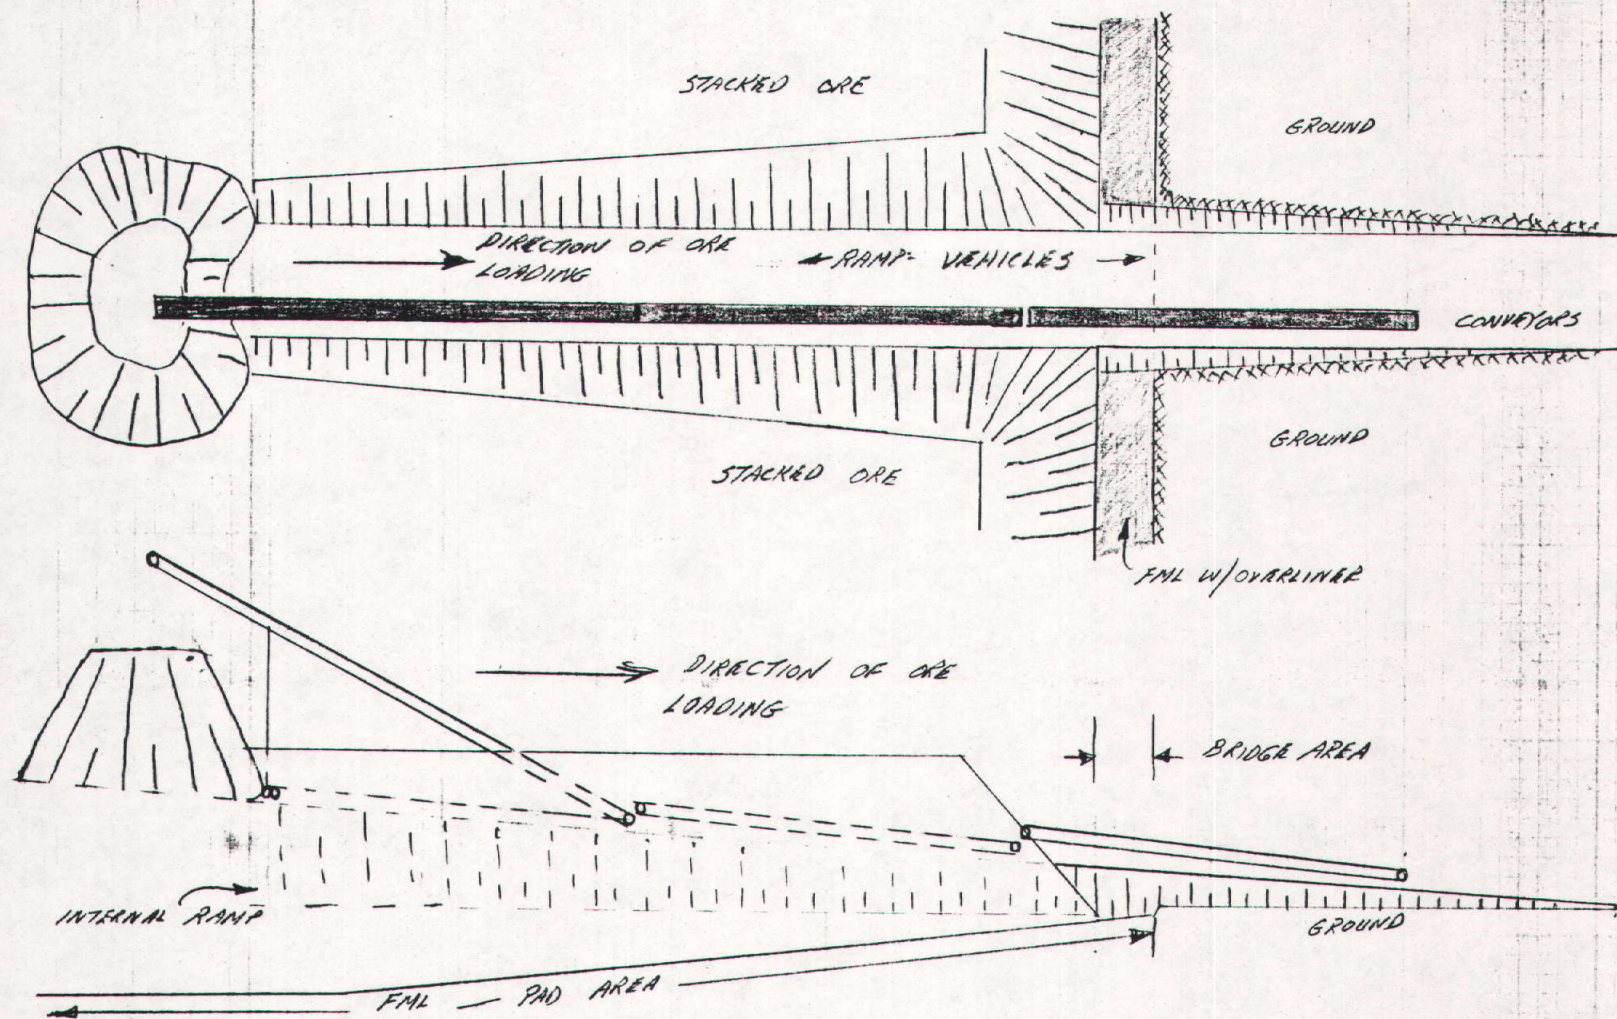 STACKED ORE
GROUND
DIRECTION OF ORE
LOADING
RAMP- VEHICLES
CONVEYORS
STACKED ORE
GROUND
FML W/OVERLINER
DIRECTION OF ORE
LOADING
BRIDGE AREA
INTERNAL RAMP
GROUND
FML — PAD AREA